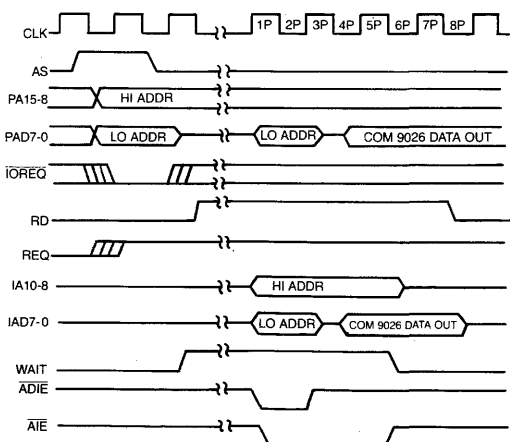 CLK 1P 2P 3P 4P 5P 6P 7P 8P
AS
PA15-8 HI ADDR
PAD7-0 LO ADDR LO ADDR COM 9026 DATA OUT
IOREQ
RD
REQ
IA10-8 HI ADDR
IAD7-0 LO ADDR COM 9026 DATA OUT
WAIT
ADIE
AIE